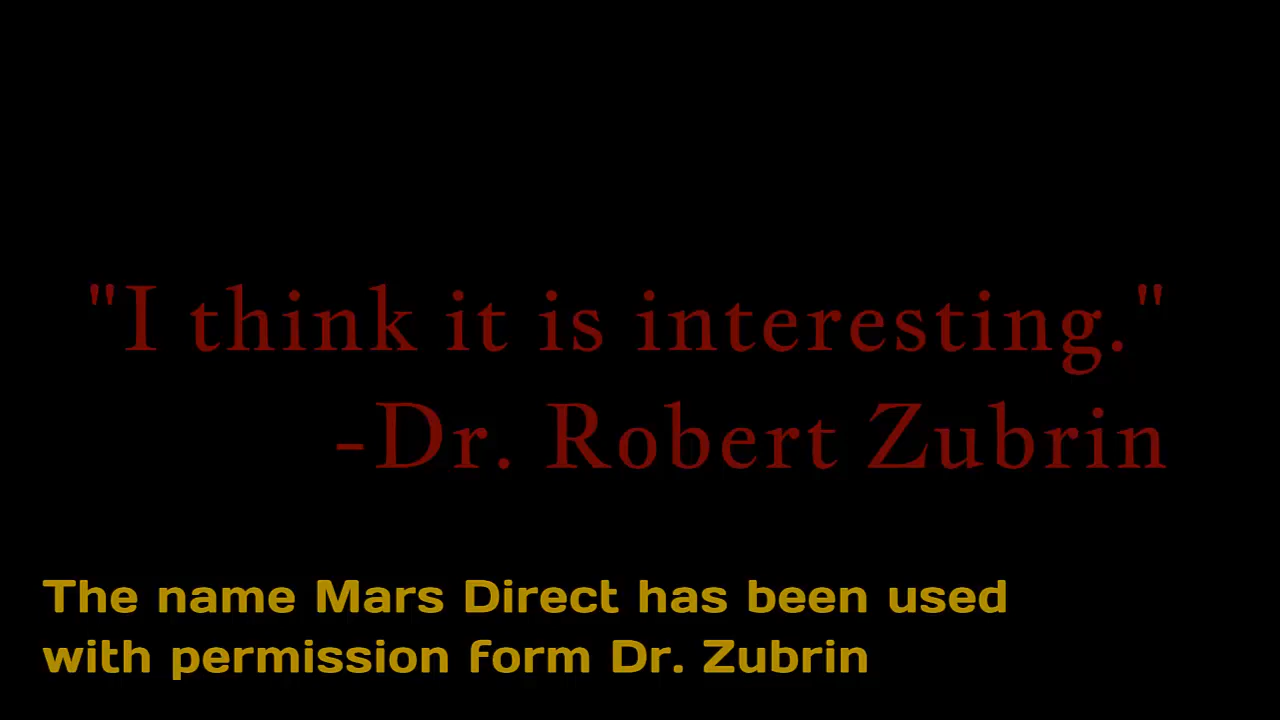 "I think it is interesting."
-Dr. Robert Zubrin
The name Mars Direct has been used
with permission form Dr. Zubrin